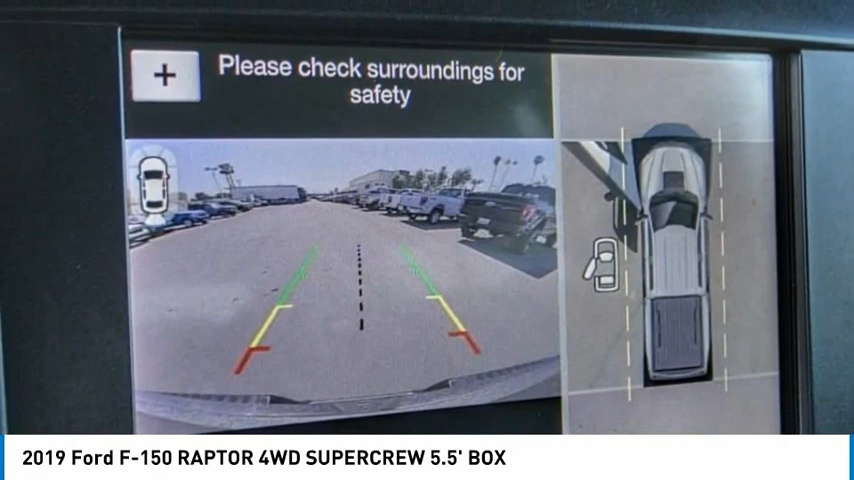 +
Please check surroundings for
safety
2019 Ford F-150 RAPTOR 4WD SUPERCREW 5.5' BOX